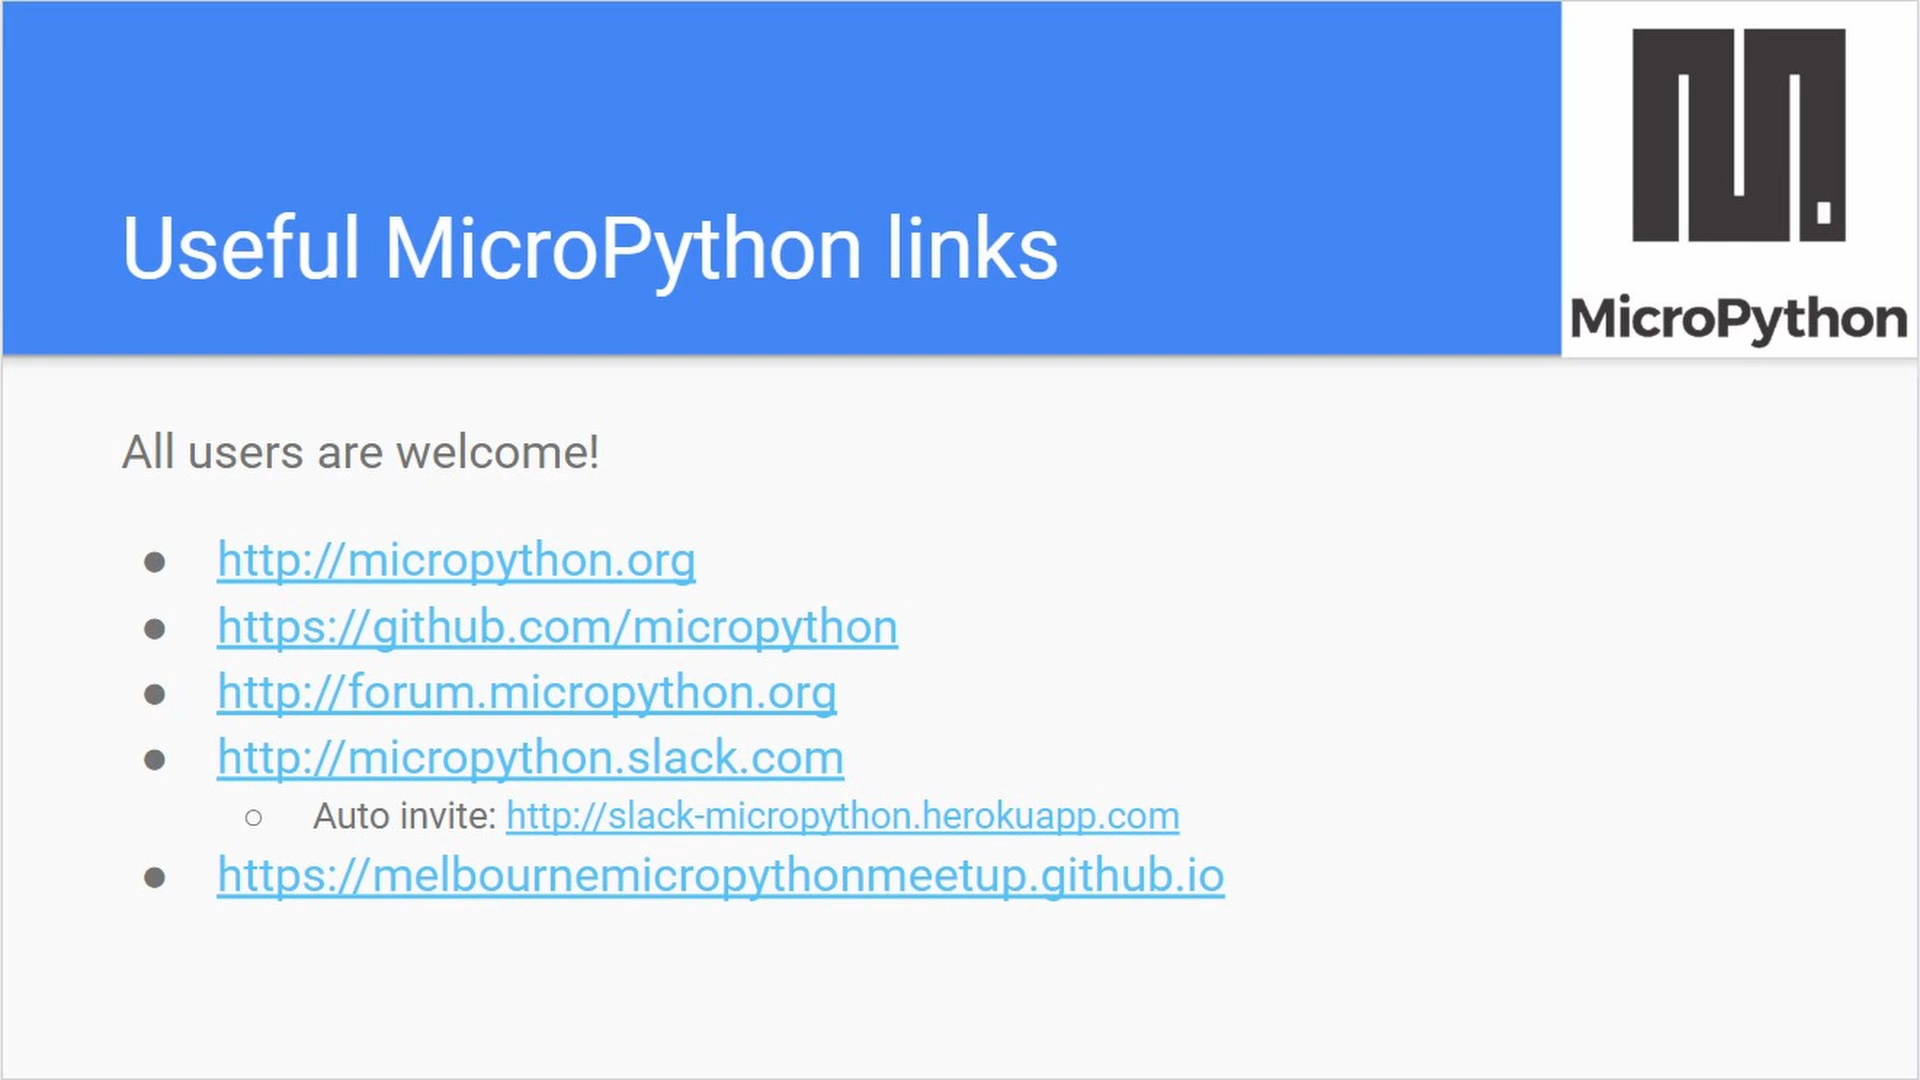 Useful MicroPython links
MicroPython
All users are welcome!
● http://micropython.org
● https://github.com/micropython
● http://forum.micropython.org
● http://micropython.slack.com
○ Auto invite: http://slack-micropython.herokuapp.com
● https://melbournemicropythonmeetup.github.io